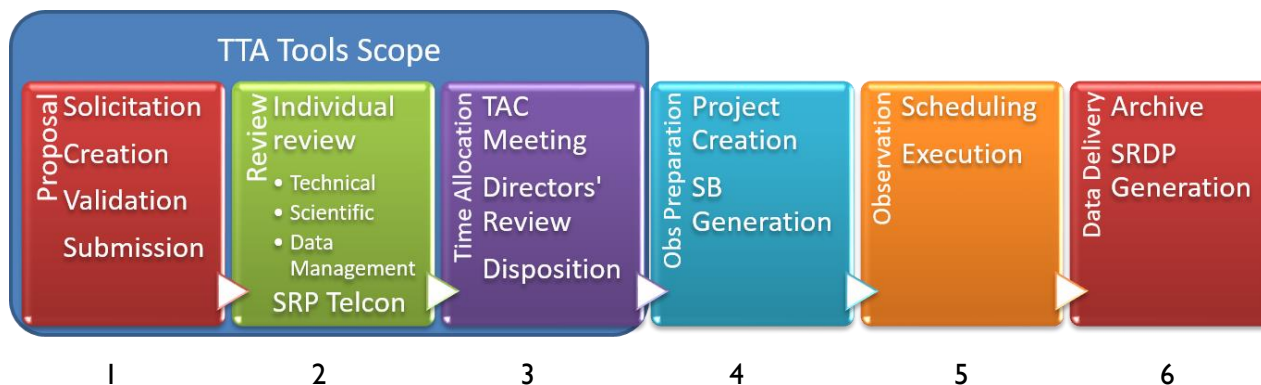 TTA Tools Scope
Proposal
Solicitation
Creation
Validation
Submission
Review
Individual
review
• Technical
• Scientific
• Data
Management
SRP Telcon
Time Allocation
TAC
Meeting
Directors'
Review
Disposition
Obs Preparation
Project
Creation
SB
Generation
Observation
Scheduling
Execution
Data Delivery
Archive
SRDP
Generation
1
2
3
4
5
6